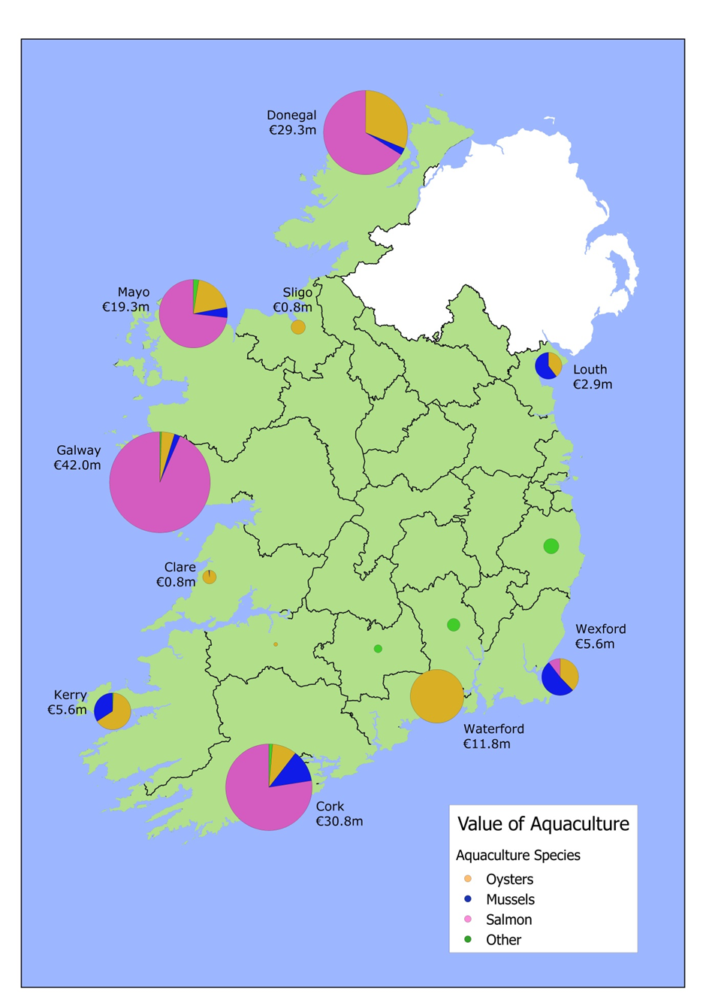 Donegal
€29.3m
Mayo
€19.3m
Sligo
€0.8m
Louth
€2.9m
Galway
€42.0m
Clare
€0.8m
Wexford
€5.6m
Kerry
€5.6m
Waterford
€11.8m
Cork
€30.8m
Value of Aquaculture
Aquaculture Species
Oysters
Mussels
Salmon
Other